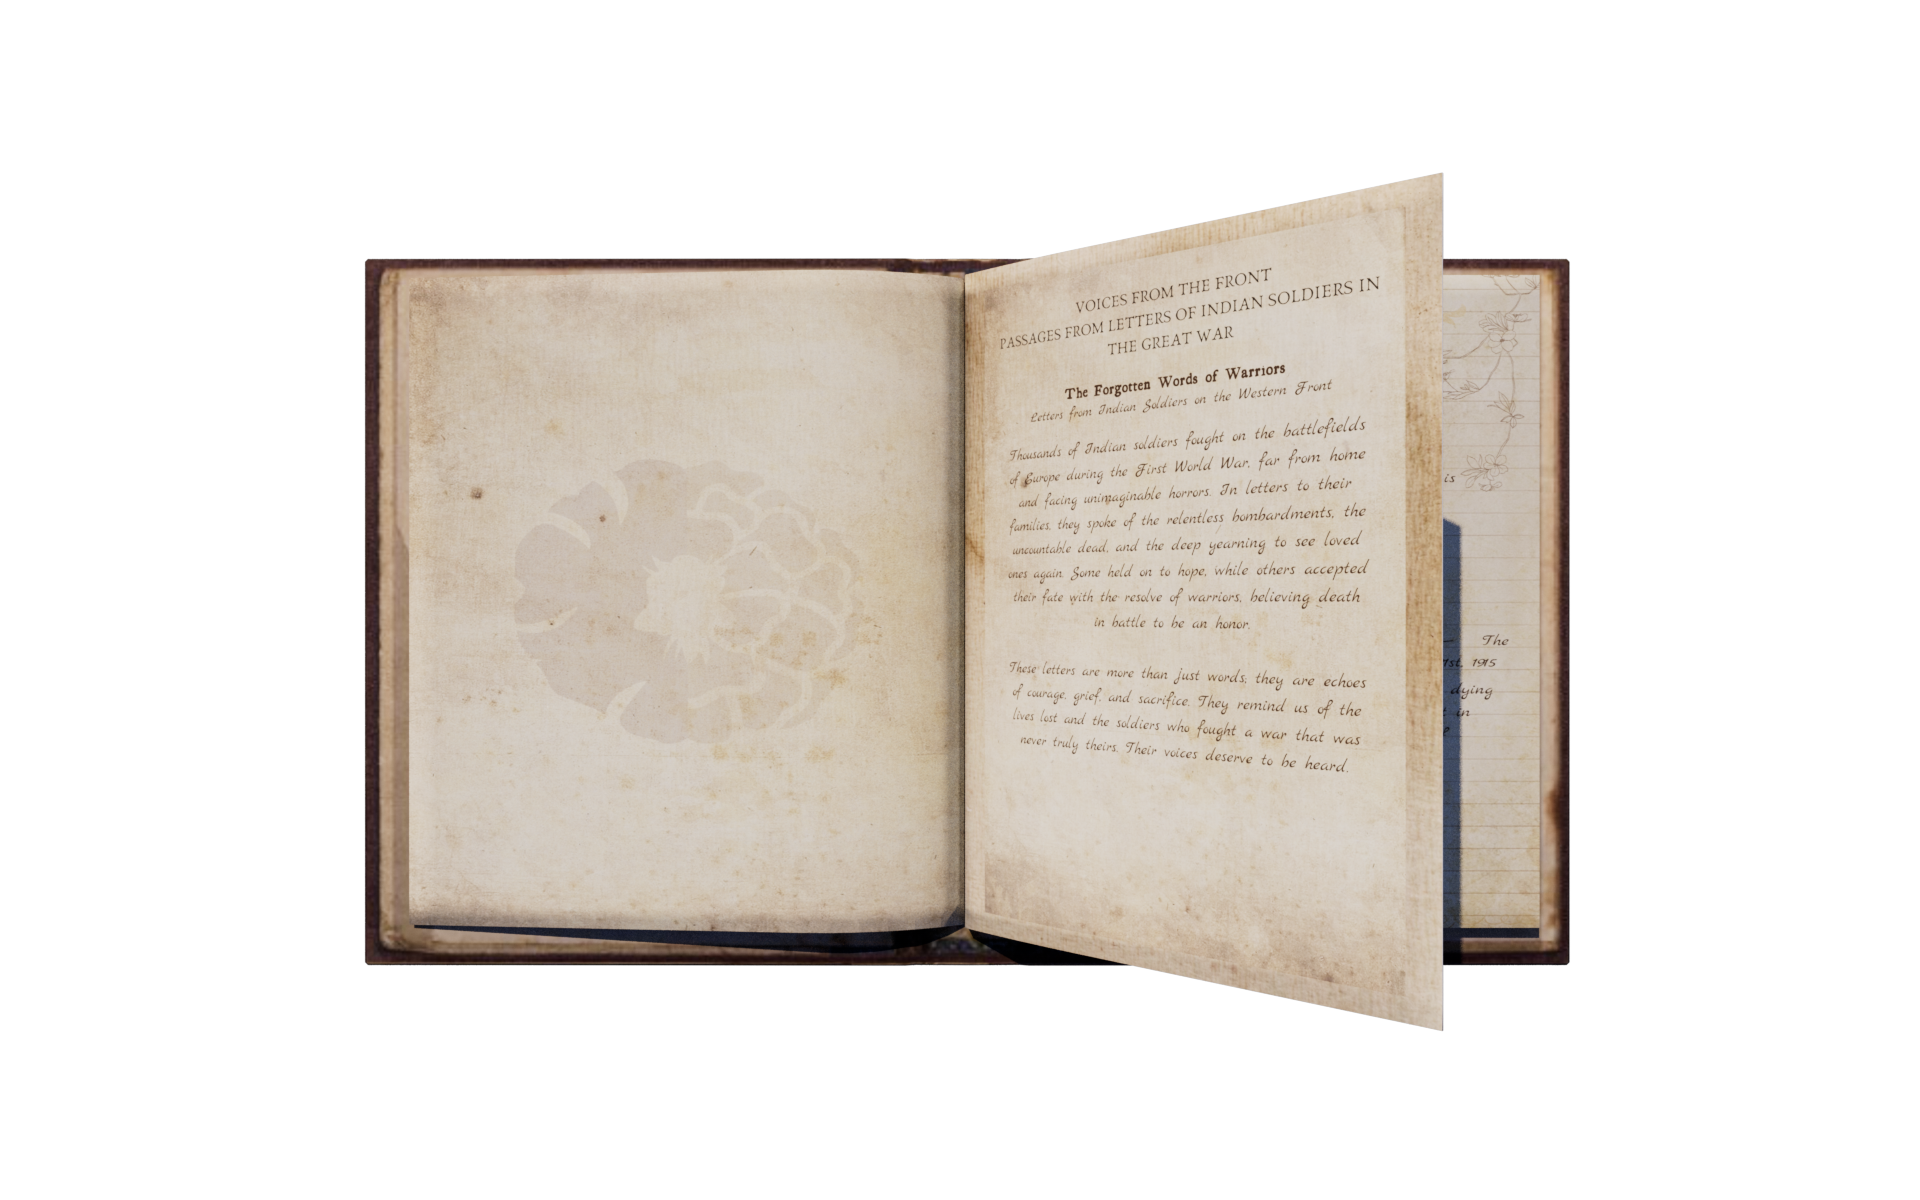 VOICES FROM THE FRONT
PASSAGES FROM LETTERS OF INDIAN SOLDIERS IN
THE GREAT WAR
The Forgotten Words of Warriors
Letters from Indian Soldiers on the Western Front
Thousands of Indian soldiers fought on the battlefields
of Europe during the First World War, far from home
and facing unimaginable horrors. In letters to their
families, they spoke of the relentless bombardments, the
uncountable dead, and the deep yearning to see loved
ones again. Some held on to hope, while others accepted
their fate with the resolve of warriors, believing death
in battle to be an honor.
These letters are more than just words; they are echoes
of courage, grief, and sacrifice. They remind us of the
lives lost and the soldiers who fought a war that was
never truly theirs. Their voices deserve to be heard.
is
The
1st, 1915
dying
in